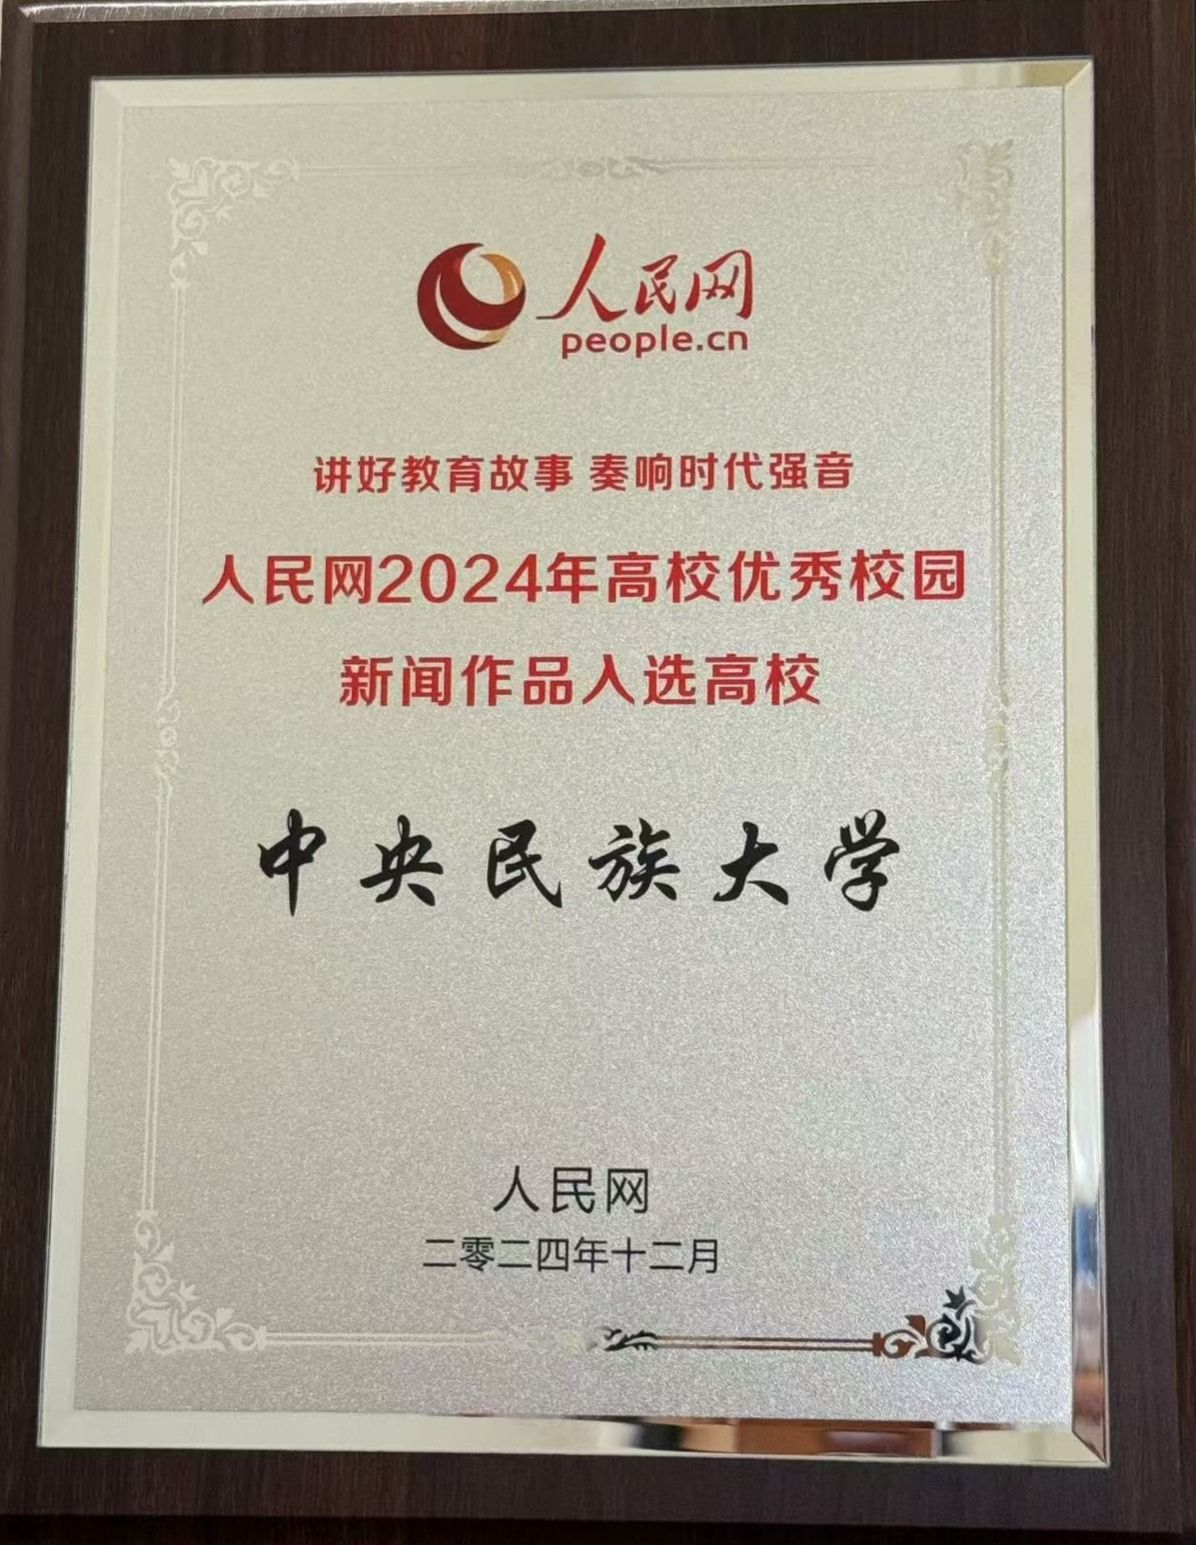 人民网
people.cn
讲好教育故事 奏响时代强音
人民网2024年高校优秀校园
新闻作品入选高校
中央民族大学
人民网
二零二四年十二月